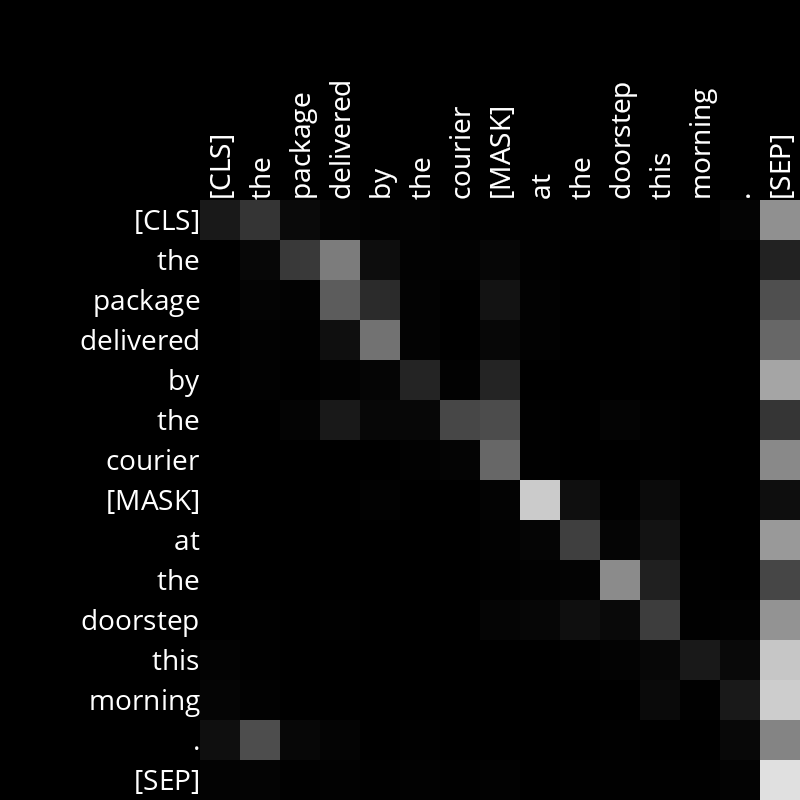 [CLS] the package delivered by the courier [MASK] at the doorstep this morning . [SEP]
[CLS]
the
package
delivered
by
the
courier
[MASK]
at
the
doorstep
this
morning
.
[SEP]